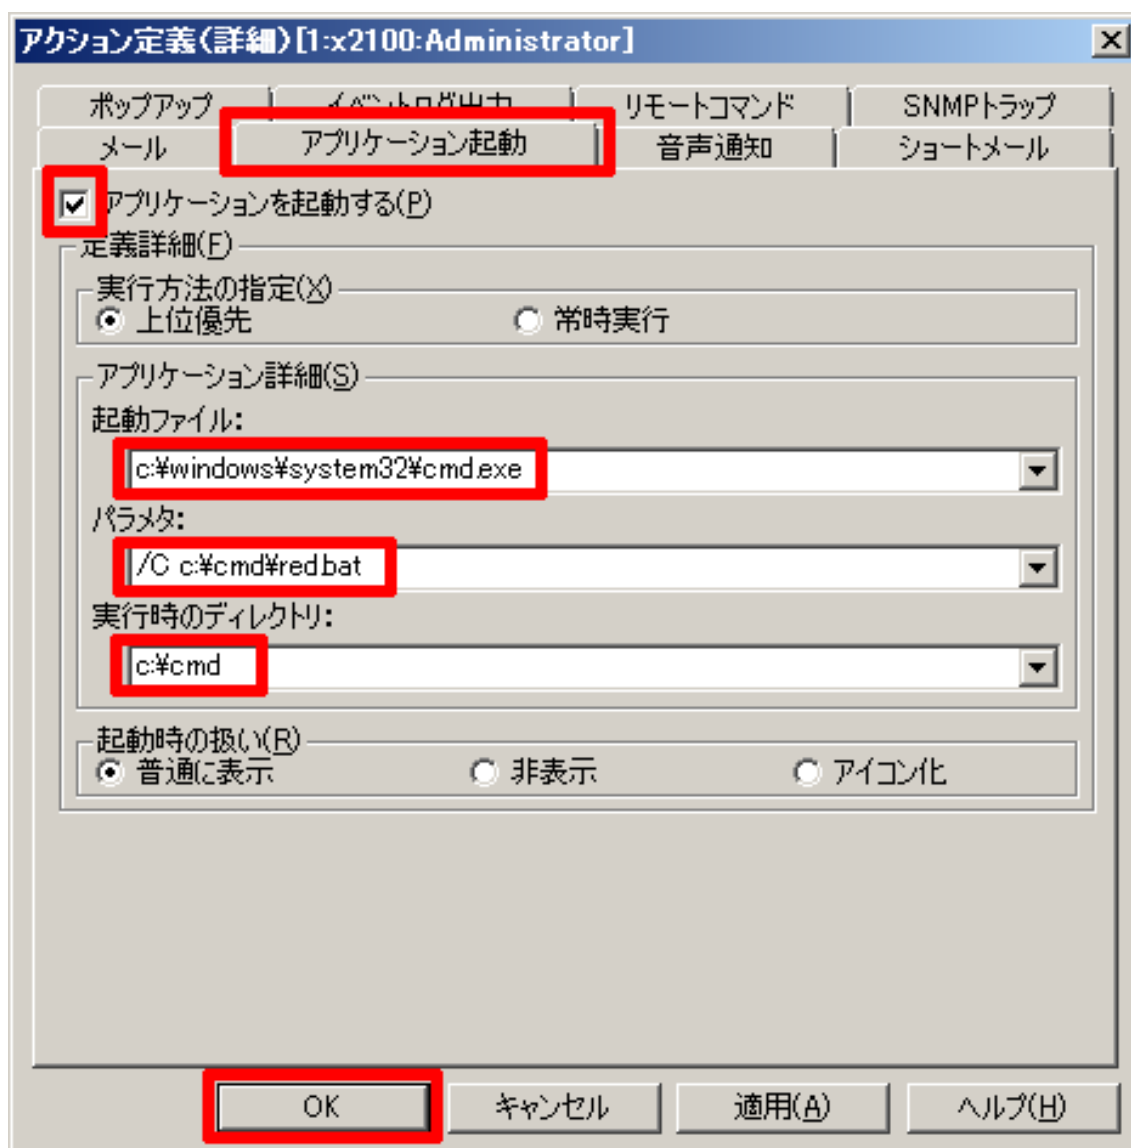 アクション定義(詳細)[1:x2100:Administrator]
ポップアップ イベントログ出力 リモートコマンド SNMPトラップ
メール アプリケーション起動 音声通知 ショートメール
アプリケーションを起動する(P)
定義詳細(F)
実行方法の指定(X)
上位優先 常時実行
アプリケーション詳細(S)
起動ファイル:
c:¥windows¥system32¥cmd.exe
パラメタ:
/C c:¥cmd¥red.bat
実行時のディレクトリ:
c:¥cmd
起動時の扱い(R)
普通に表示 非表示 アイコン化
OK キャンセル 適用(A) ヘルプ(H)